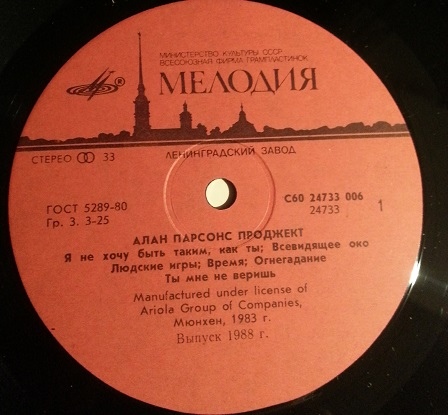 МИНИСТЕРСТВО КУЛЬТУРЫ СССР
ВСЕСОЮЗНАЯ ФИРМА ГРАМПЛАСТИНОК
®
МЕЛОДИЯ
СТЕРЕО 33
ЛЕНИНГРАДСКИЙ ЗАВОД
ГОСТ 5289-80
Гр. 3. 3-25
С60 24733 006
24733
1
АЛАН ПАРСОНС ПРОДЖЕКТ
Я не хочу быть таким, как ты; Всевидящее око
Людские игры; Время; Огнегадание
Ты мне не веришь
Manufactured under license of
Ariola Group of Companies,
Мюнхен, 1983 г.
Выпуск 1988 г.